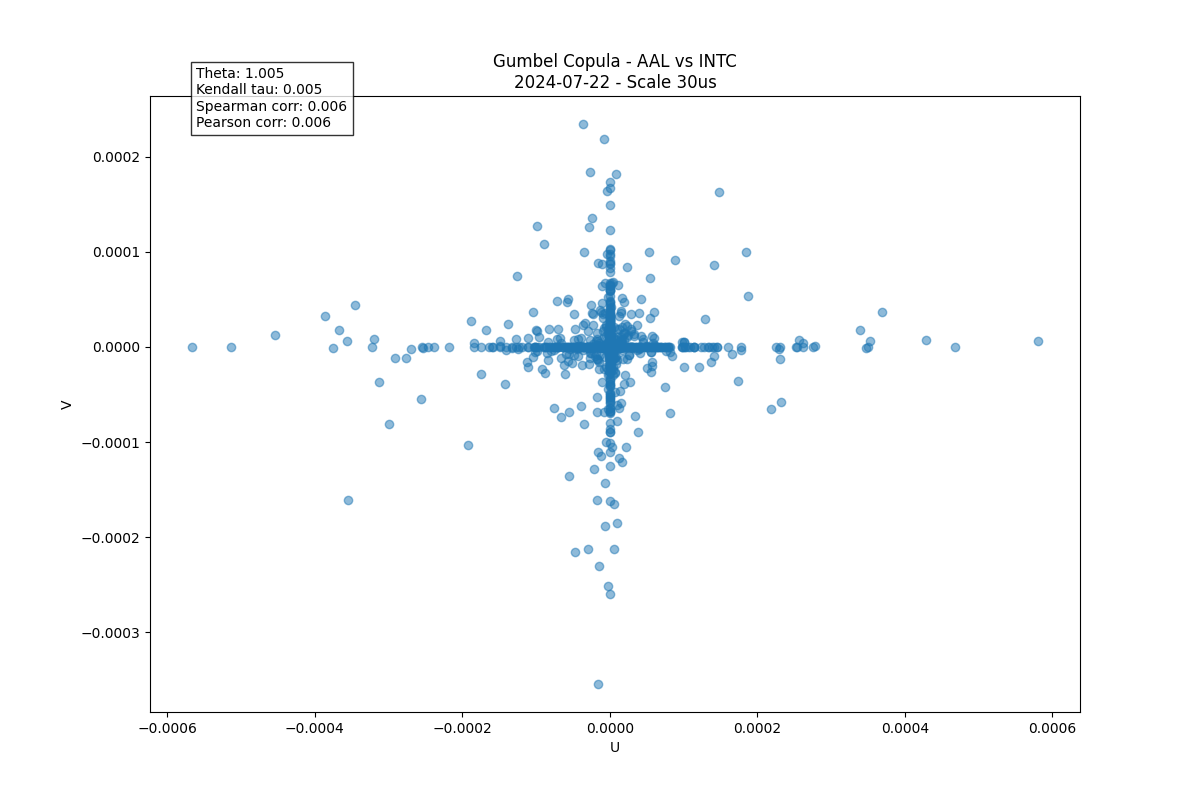 Gumbel Copula - AAL vs INTC
2024-07-22 - Scale 30us
Theta: 1.005
Kendall tau: 0.005
Spearman corr: 0.006
Pearson corr: 0.006
0.0002
0.0001
0.0000
−0.0001
−0.0002
−0.0003
V
−0.0006
−0.0004
−0.0002
0.0000
0.0002
0.0004
0.0006
U